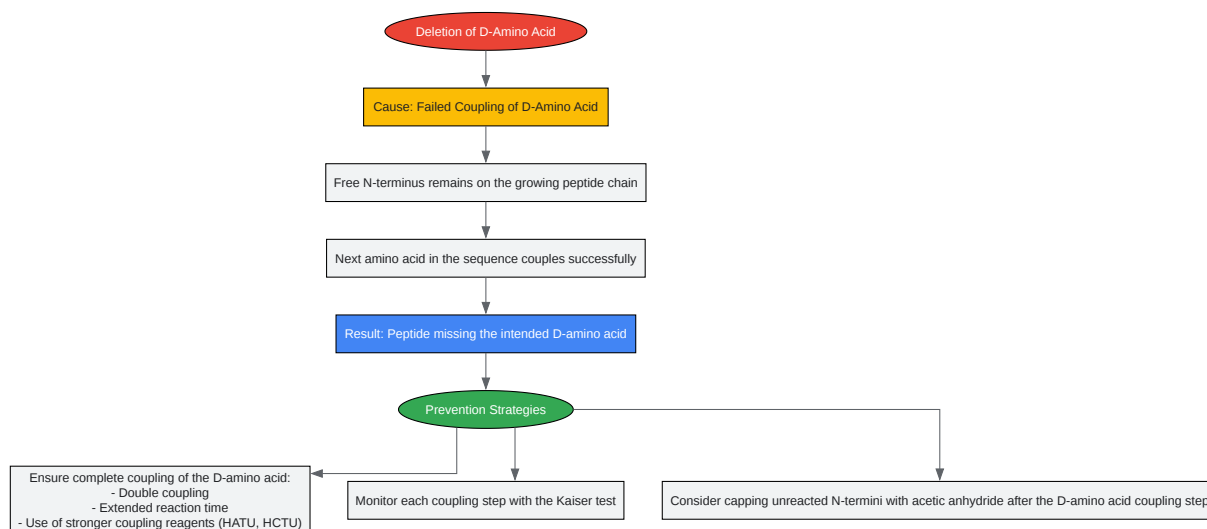 Deletion of D-Amino Acid
Cause: Failed Coupling of D-Amino Acid
Free N-terminus remains on the growing peptide chain
Next amino acid in the sequence couples successfully
Result: Peptide missing the intended D-amino acid
Prevention Strategies
Ensure complete coupling of the D-amino acid:
- Double coupling
- Extended reaction time
- Use of stronger coupling reagents (HATU, HCTU)
Monitor each coupling step with the Kaiser test
Consider capping unreacted N-termini with acetic anhydride after the D-amino acid coupling step